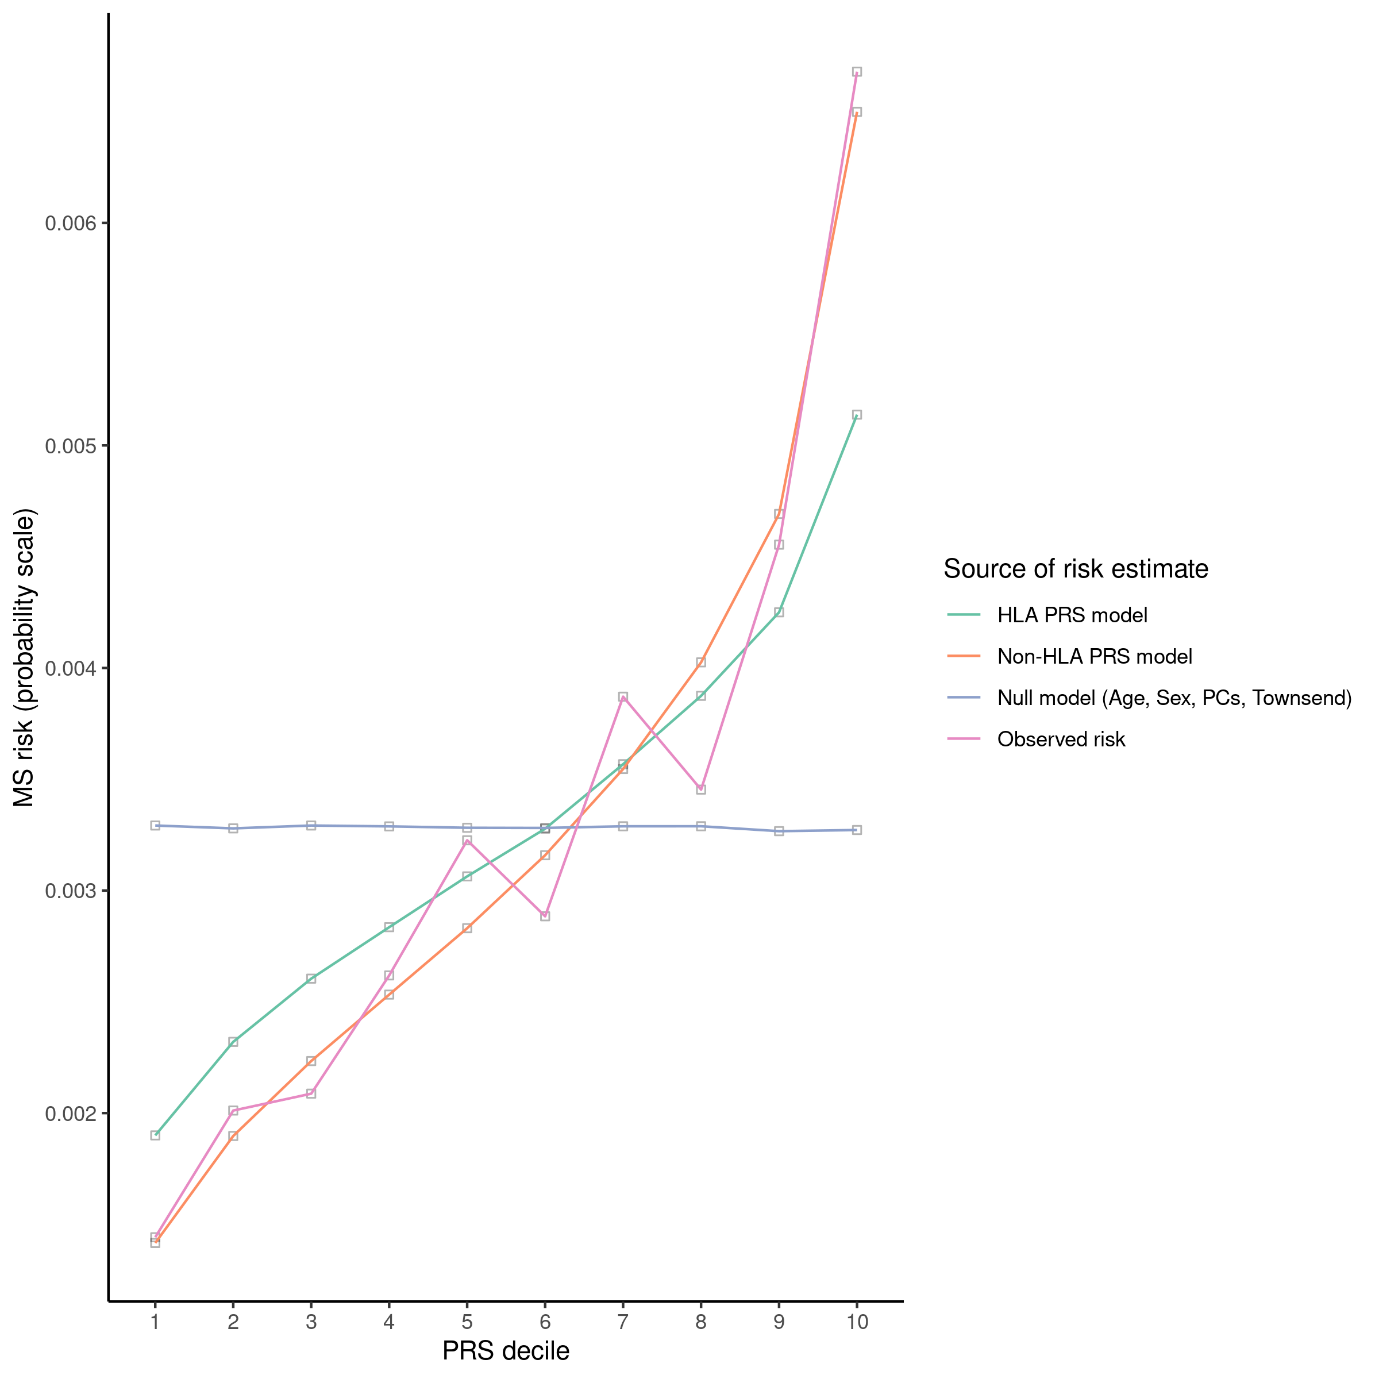 0.006
0.005
0.004
0.003
0.002
MS risk (probability scale)
1 2 3 4 5 6 7 8 9 10
PRS decile
Source of risk estimate
HLA PRS model
Non-HLA PRS model
Null model (Age, Sex, PCs, Townsend)
Observed risk